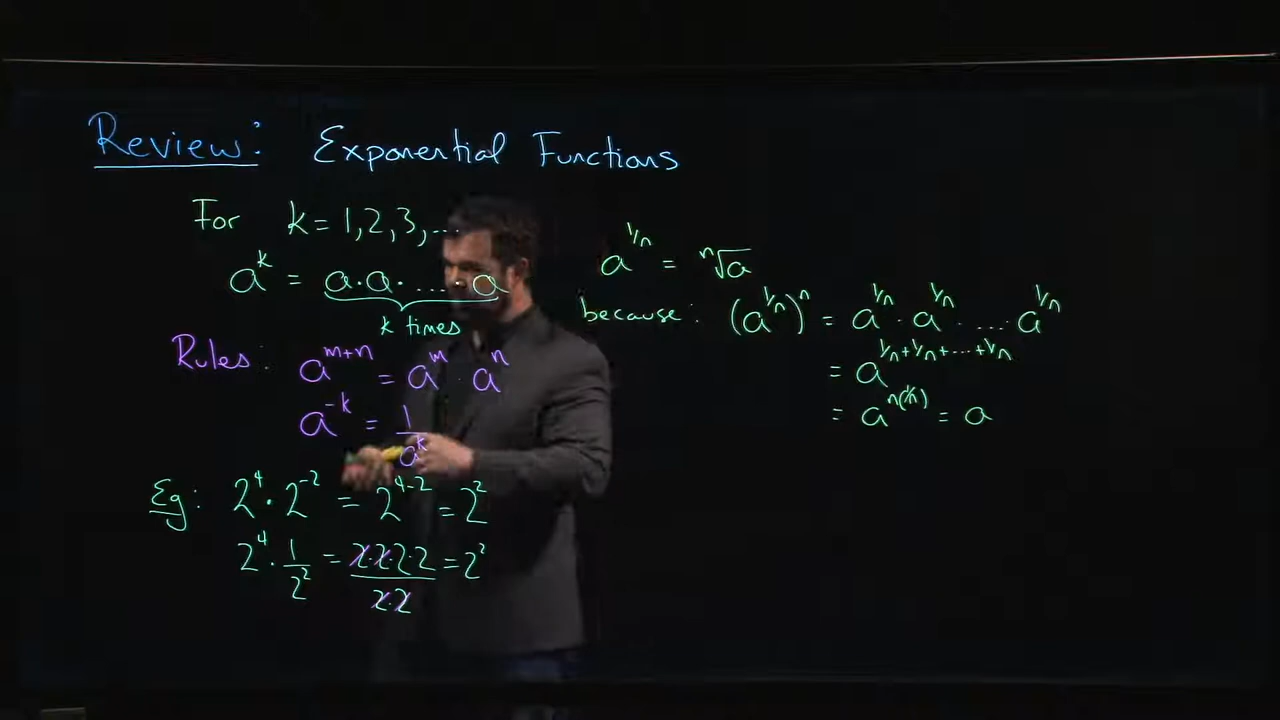 Review: Exponential Functions
For k = 1,2,3,...
a^k = a·a· ... ·a
k times
Rules: a^{m+n} = a^m · a^n
a^{-k} = 1/a^k
Eg: 2^4 · 2^{-2} = 2^{4-2} = 2^2
2^4 · 1/2^2 = 2·2·2·2/2·2 = 2^2
a^{1/n} = ⁿ√a
because: (a^{1/n})^n = a^{1/n} · a^{1/n} · ... · a^{1/n}
= a^{1/n+1/n+...+1/n}
= a^{n(1/n)} = a